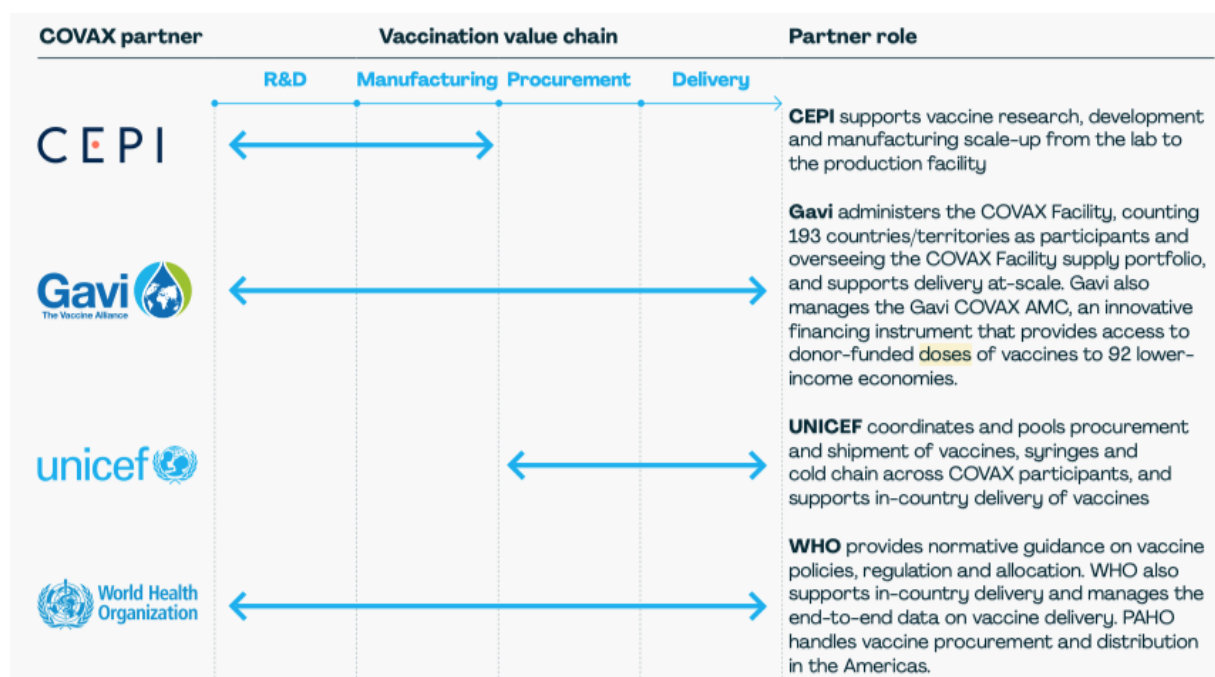 COVAX partner
Vaccination value chain
Partner role
R&D
Manufacturing
Procurement
Delivery
CEPI
CEPI supports vaccine research, development
and manufacturing scale-up from the lab to
the production facility
Gavi
The Vaccine Alliance
Gavi administers the COVAX Facility, counting
193 countries/territories as participants and
overseeing the COVAX Facility supply portfolio,
and supports delivery at-scale. Gavi also
manages the Gavi COVAX AMC, an innovative
financing instrument that provides access to
donor-funded doses of vaccines to 92 lower-
income economies.
unicef
UNICEF coordinates and pools procurement
and shipment of vaccines, syringes and
cold chain across COVAX participants, and
supports in-country delivery of vaccines
World Health
Organization
WHO provides normative guidance on vaccine
policies, regulation and allocation. WHO also
supports in-country delivery and manages the
end-to-end data on vaccine delivery. PAHO
handles vaccine procurement and distribution
in the Americas.